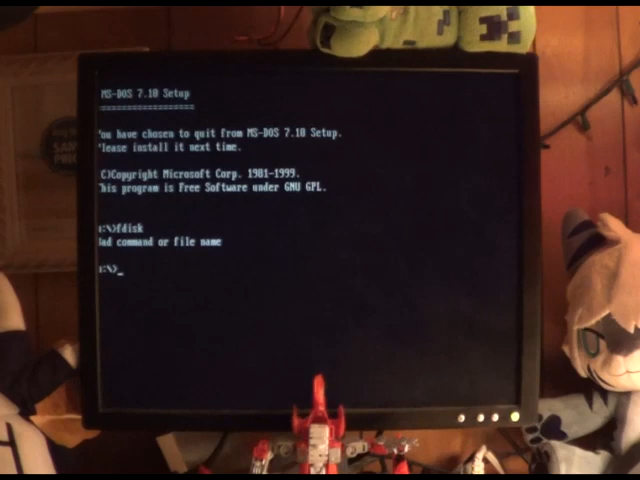 MS-DOS 7.10 Setup
==================
ou have chosen to quit from MS-DOS 7.10 Setup.
lease install it next time.
C)Copyright Microsoft Corp. 1981-1999.
his program is Free Software under GNU GPL.
:\>fdisk
ad command or file name
:\>_